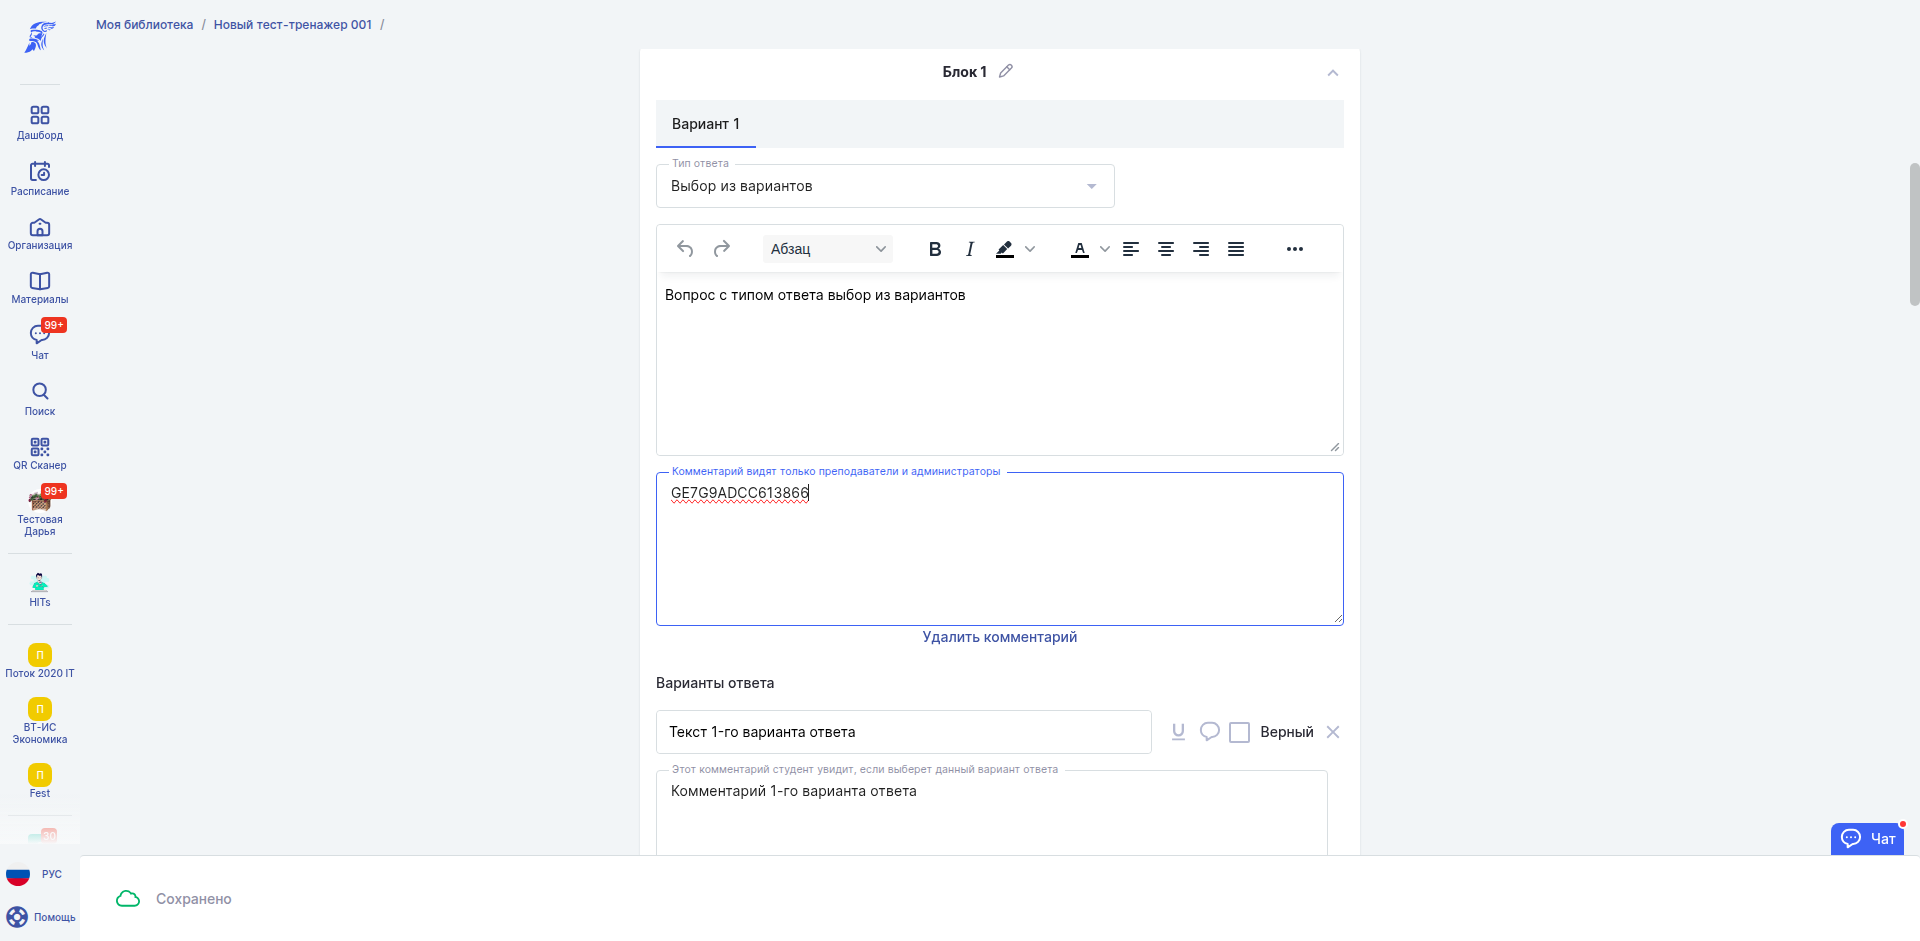 Моя библиотека / Новый тест-тренажер 001 /
Дашборд
Расписание
Организация
Материалы
99+
Чат
Поиск
QR Сканер
99+
Тестовая
Дарья
HITs
П
Поток 2020 IT
П
ВТ-ИС
Экономика
П
Fest
30
РУС
Помощь
Блок 1
Вариант 1
Тип ответа
Выбор из вариантов
Абзац
B I A
Вопрос с типом ответа выбор из вариантов
Комментарий видят только преподаватели и администраторы
GE7G9ADCC613866
Удалить комментарий
Варианты ответа
Текст 1-го варианта ответа
U
Верный
Этот комментарий студент увидит, если выберет данный вариант ответа
Комментарий 1-го варианта ответа
Чат
Сохранено